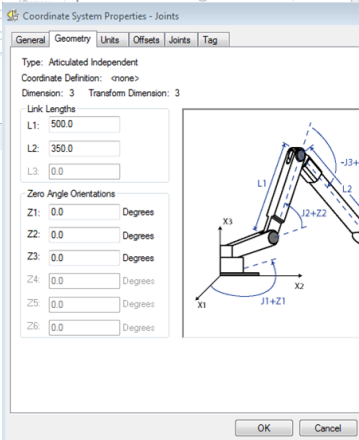 Coordinate System Properties - Joints
General Geometry Units Offsets Joints Tag
Type: Articulated Independent
Coordinate Definition: <none>
Dimension: 3 Transform Dimension: 3
Link Lengths
L1: 500.0
L2: 350.0
L3: 0.0
Zero Angle Orientations
Z1: 0.0 Degrees
Z2: 0.0 Degrees
Z3: 0.0 Degrees
Z4: 0.0 Degrees
Z5: 0.0 Degrees
Z6: 0.0 Degrees
-J3+
L1
L2
J2+Z2
X3
X2
J1+Z1
X1
OK Cancel